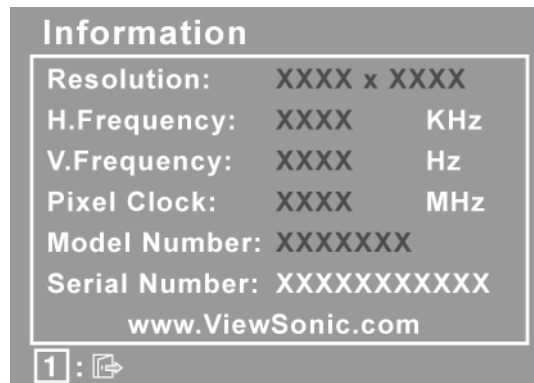 Information
Resolution: XXXX x XXXX
H.Frequency: XXXX KHz
V.Frequency: XXXX Hz
Pixel Clock: XXXX MHz
Model Number: XXXXXXX
Serial Number: XXXXXXXXXXX
www.ViewSonic.com
1 :